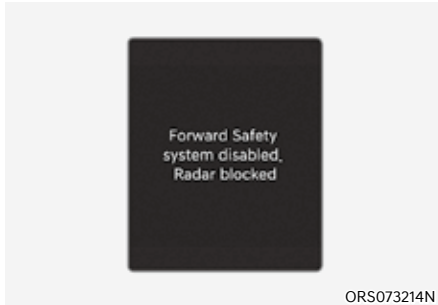 Forward Safety
system disabled.
Radar blocked
ORS073214N